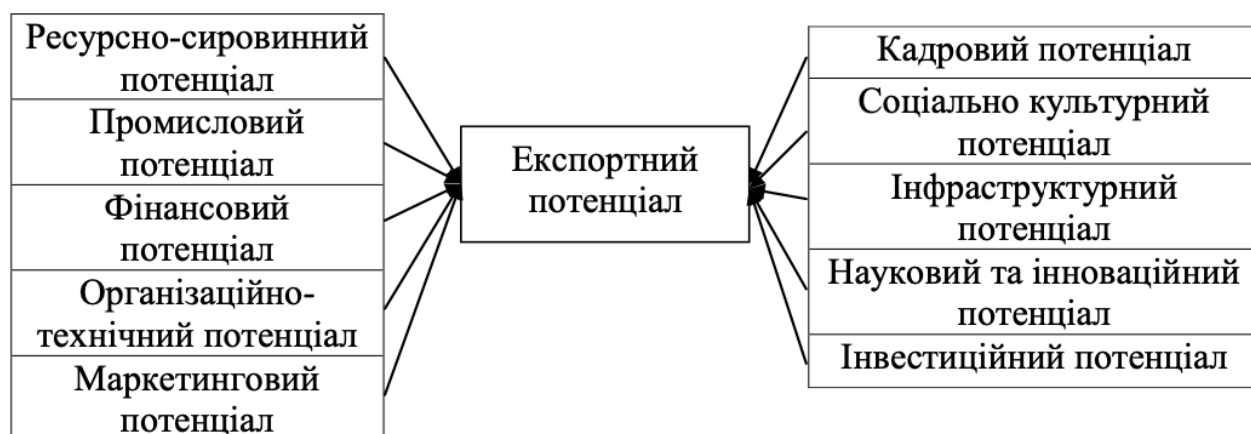 Ресурсно-сировинний
потенціал
Промисловий
потенціал
Фінансовий
потенціал
Організаційно-
технічний потенціал
Маркетинговий
потенціал
Експортний
потенціал
Кадровий потенціал
Соціально культурний
потенціал
Інфраструктурний
потенціал
Науковий та інноваційний
потенціал
Інвестиційний потенціал